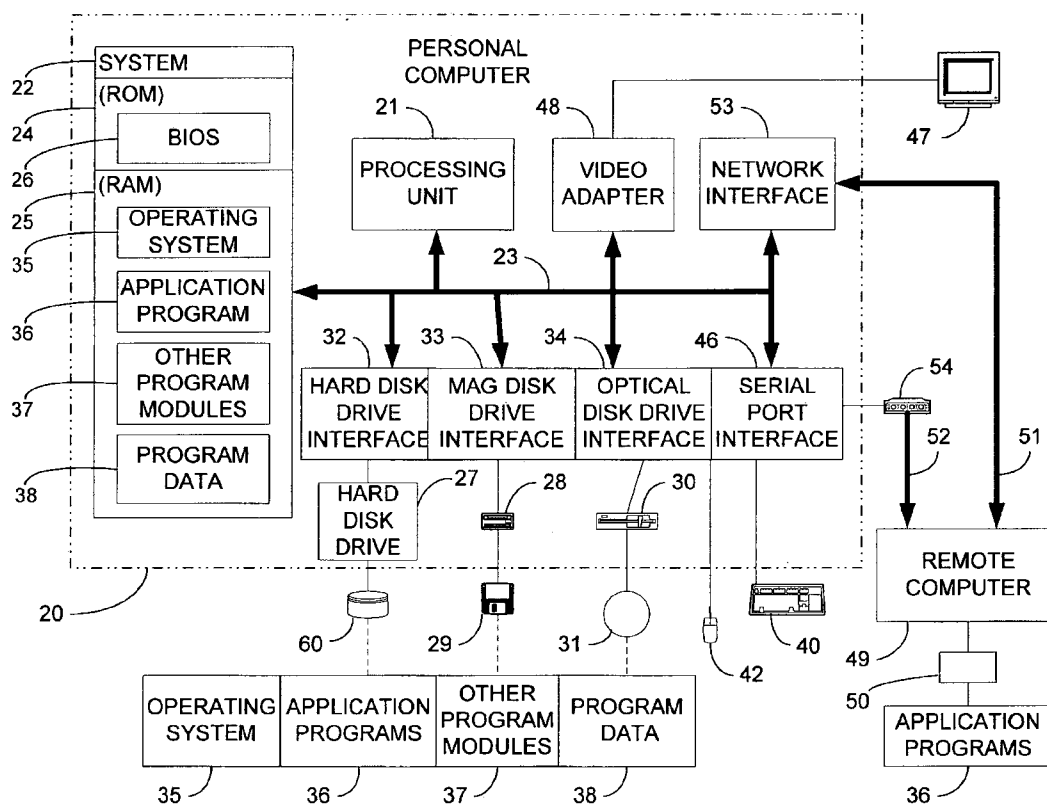 PERSONAL
COMPUTER
22
SYSTEM
(ROM)
24
BIOS
26
(RAM)
25
OPERATING
SYSTEM
35
APPLICATION
PROGRAM
36
OTHER
PROGRAM
MODULES
37
PROGRAM
DATA
38
21
PROCESSING
UNIT
48
VIDEO
ADAPTER
53
NETWORK
INTERFACE
47
23
32
33
34
46
HARD DISK
DRIVE
INTERFACE
MAG DISK
DRIVE
INTERFACE
OPTICAL
DISK DRIVE
INTERFACE
SERIAL
PORT
INTERFACE
54
52
51
HARD
DISK
DRIVE
27
28
30
20
60
29
31
42
40
REMOTE
COMPUTER
49
50
OPERATING
SYSTEM
APPLICATION
PROGRAMS
OTHER
PROGRAM
MODULES
PROGRAM
DATA
APPLICATION
PROGRAMS
35
36
37
38
36